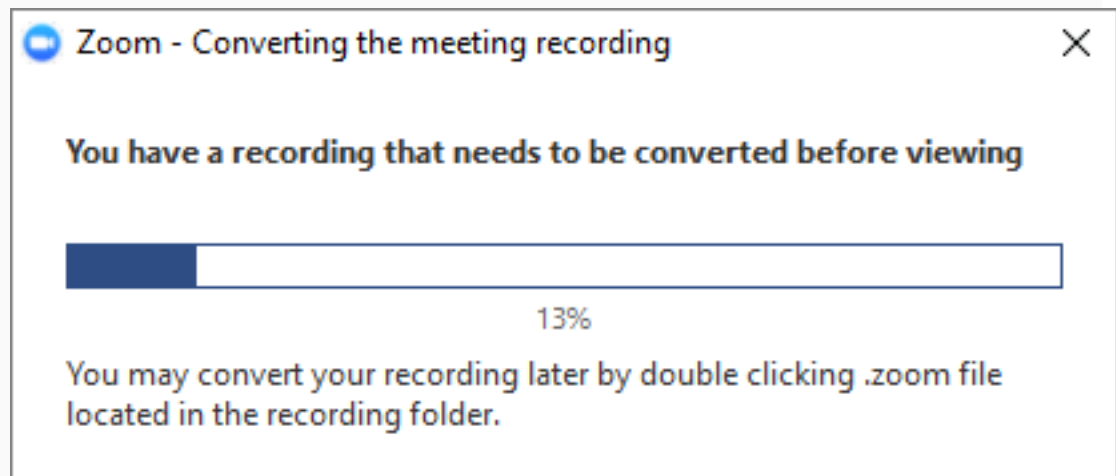 Zoom - Converting the meeting recording
You have a recording that needs to be converted before viewing
13%
You may convert your recording later by double clicking .zoom file
located in the recording folder.